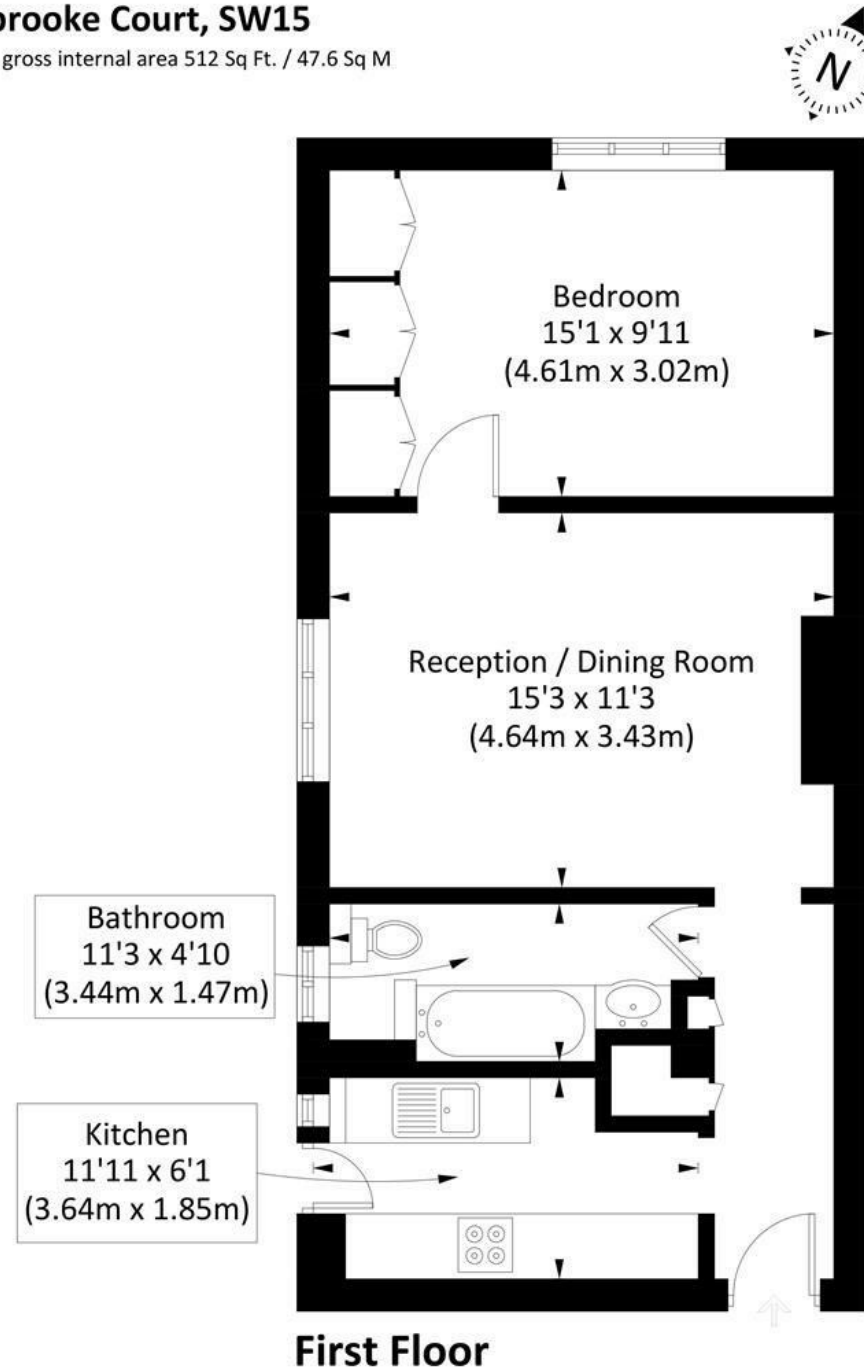 brooke Court, SW15
gross internal area 512 Sq Ft. / 47.6 Sq M
N
Bedroom
15'1 x 9'11
(4.61m x 3.02m)
Reception / Dining Room
15'3 x 11'3
(4.64m x 3.43m)
Bathroom
11'3 x 4'10
(3.44m x 1.47m)
Kitchen
11'11 x 6'1
(3.64m x 1.85m)
First Floor